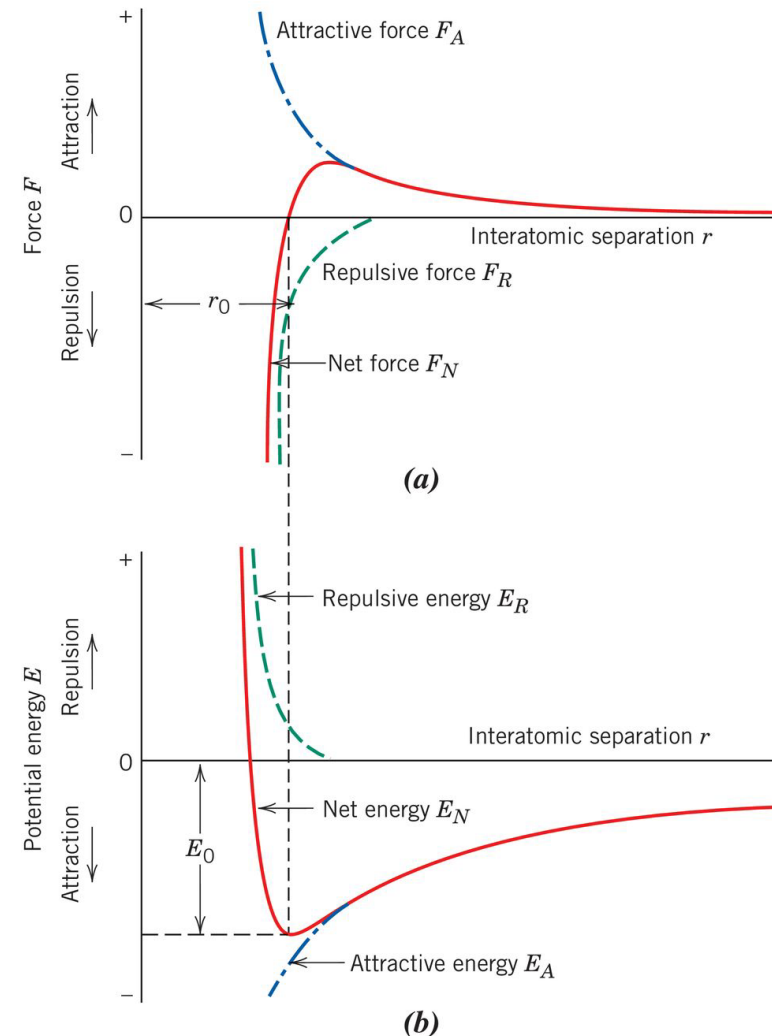 +
Attractive force F_A
Attraction
Force F
0
Interatomic separation r
Repulsive force F_R
Repulsion
r_0
Net force F_N
–
(a)
+
Repulsive energy E_R
Repulsion
Potential energy E
Interatomic separation r
0
Net energy E_N
E_0
Attraction
Attractive energy E_A
–
(b)